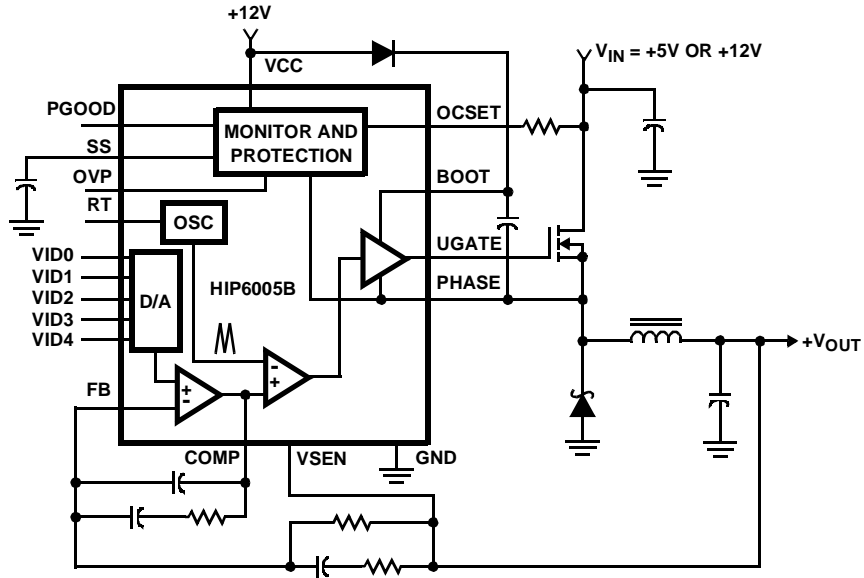 +12V
VCC
V_IN = +5V OR +12V
PGOOD
MONITOR AND
PROTECTION
OCSET
SS
OVP
BOOT
RT
OSC
UGATE
VID0
VID1
VID2
VID3
VID4
D/A
HIP6005B
PHASE
+V_OUT
+
-
-
+
FB
COMP
VSEN
GND